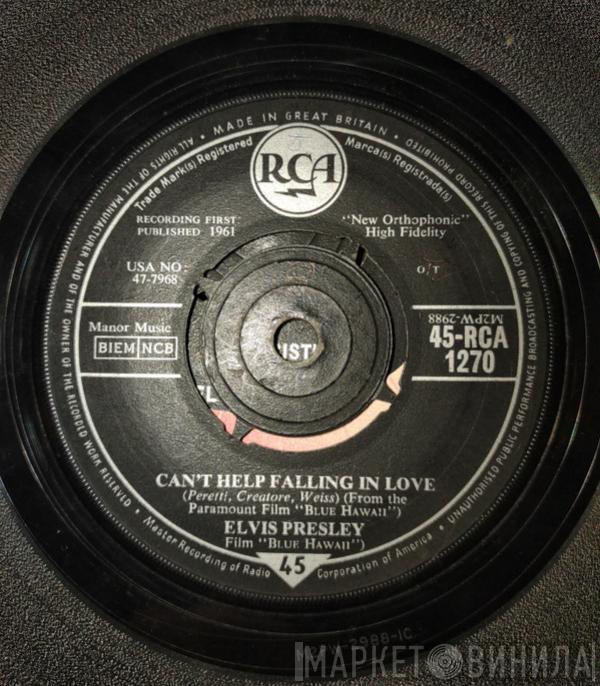 ALL RIGHTS OF THE MANUFACTURER AND OF THE OWNER OF THE RECORDED WORK RESERVED • MADE IN GREAT BRITAIN • UNAUTHORISED PUBLIC PERFORMANCE BROADCASTING AND COPYING OF THIS RECORD PROHIBITED
Trade Mark(s) Registered
RCA
Marca(s) Registrada(s)
RECORDING FIRST
PUBLISHED 1961
"New Orthophonic"
High Fidelity
USA NO
47-7968
O/T
Manor Music
BIEM NCB
M2PW-2988
45-RCA
1270
IST
CAN'T HELP FALLING IN LOVE
(Peretti, Creatore, Weiss) (From the
Paramount Film "BLUE HAWAII")
ELVIS PRESLEY
Film "BLUE HAWAII")
45
Master Recording of Radio Corporation of America
2988-1C
МАРКЕТ ВИНИЛА